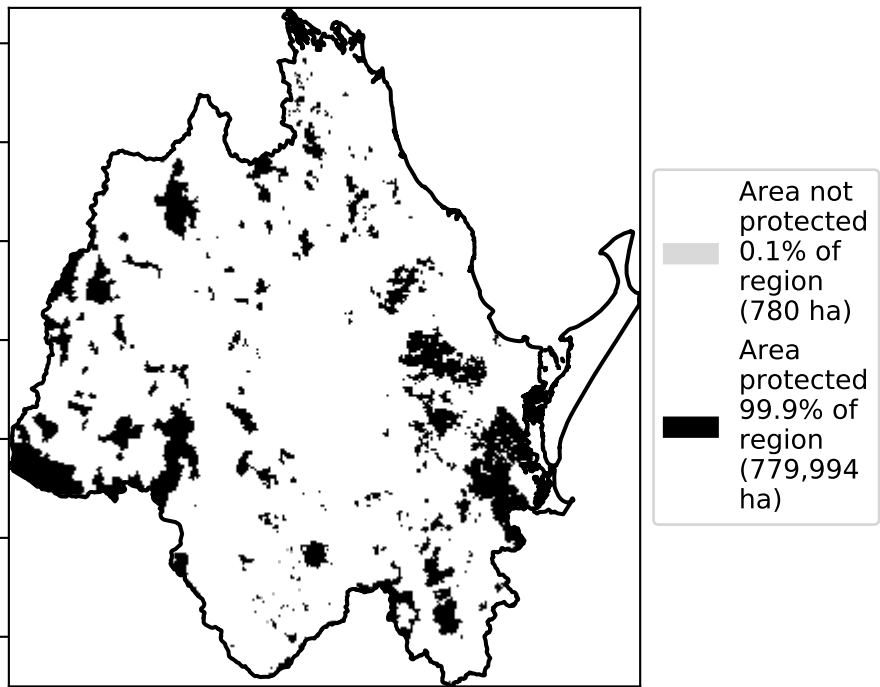 Area not
protected
0.1% of
region
(780 ha)
Area
protected
99.9% of
region
(779,994
ha)